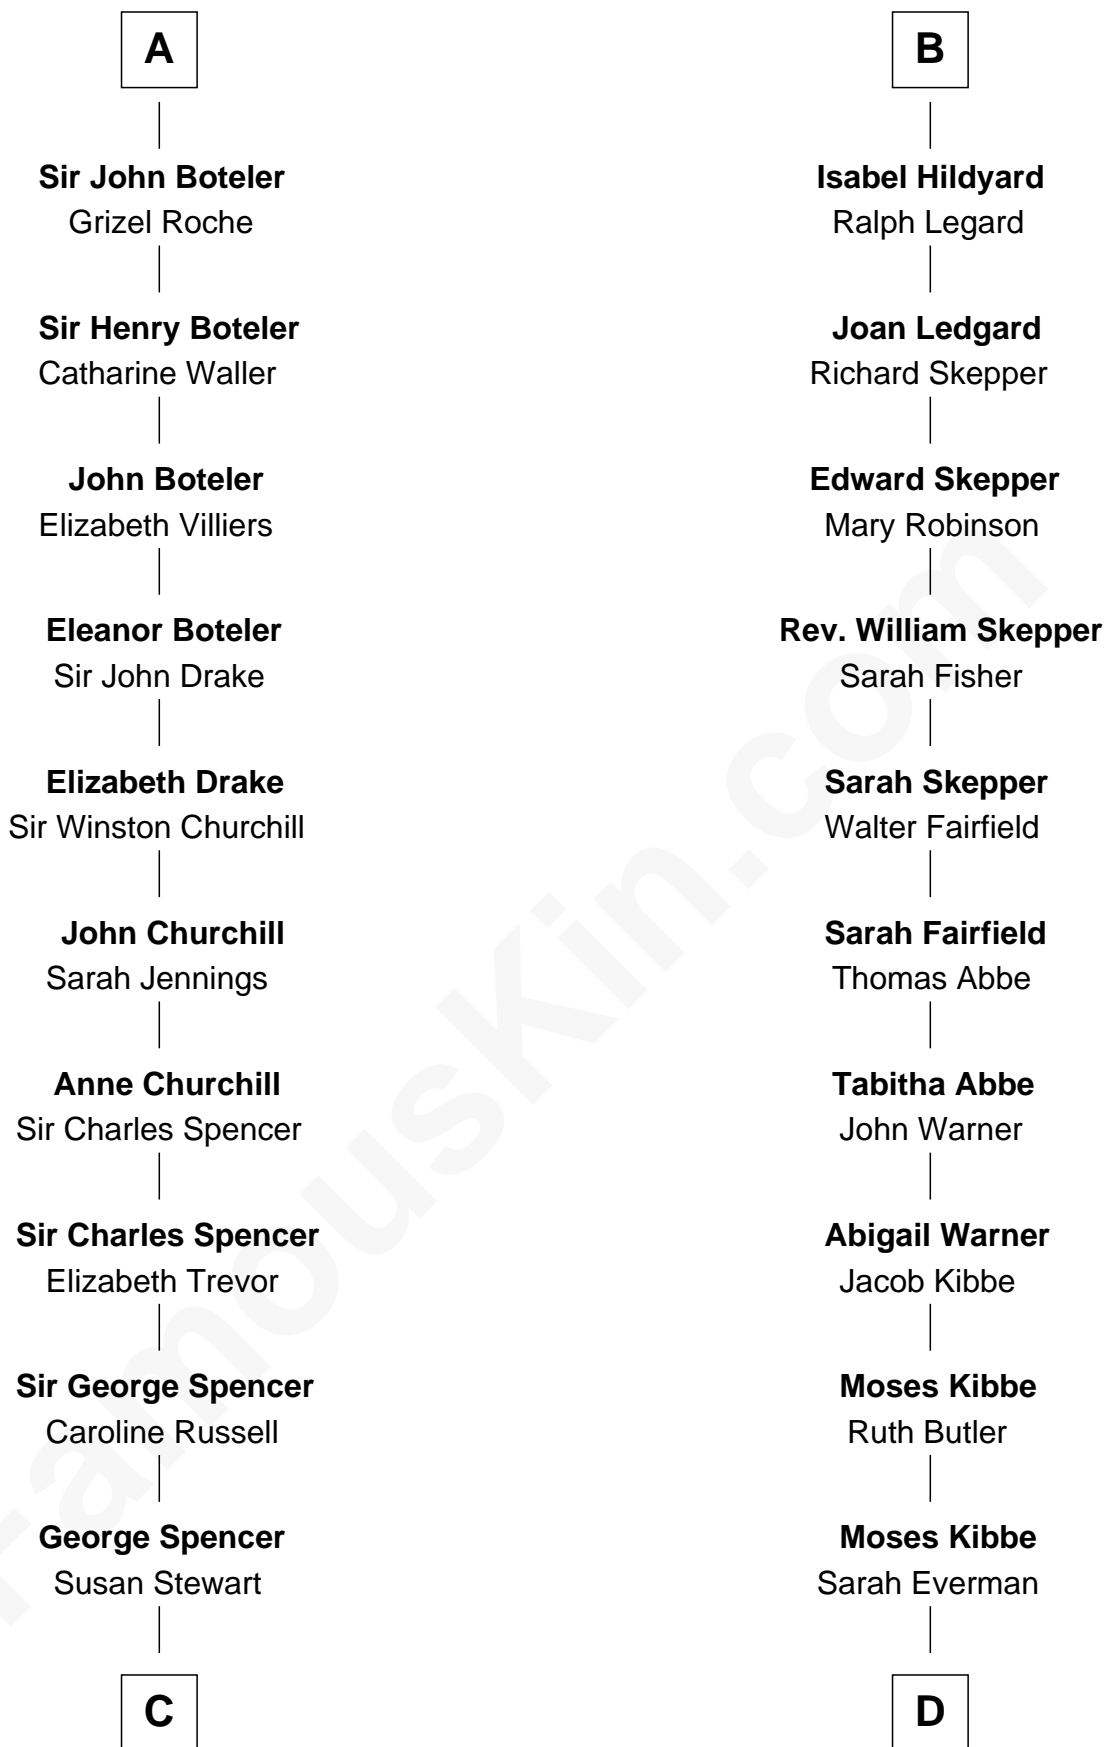 A
Sir John Boteler
Grizel Roche
Sir Henry Boteler
Catharine Waller
John Boteler
Elizabeth Villiers
Eleanor Boteler
Sir John Drake
Elizabeth Drake
Sir Winston Churchill
John Churchill
Sarah Jennings
Anne Churchill
Sir Charles Spencer
Sir Charles Spencer
Elizabeth Trevor
Sir George Spencer
Caroline Russell
George Spencer
Susan Stewart
C
B
Isabel Hildyard
Ralph Legard
Joan Ledgard
Richard Skepper
Edward Skepper
Mary Robinson
Rev. William Skepper
Sarah Fisher
Sarah Skepper
Walter Fairfield
Sarah Fairfield
Thomas Abbe
Tabitha Abbe
John Warner
Abigail Warner
Jacob Kibbe
Moses Kibbe
Ruth Butler
Moses Kibbe
Sarah Everman
D
FamousKin.com